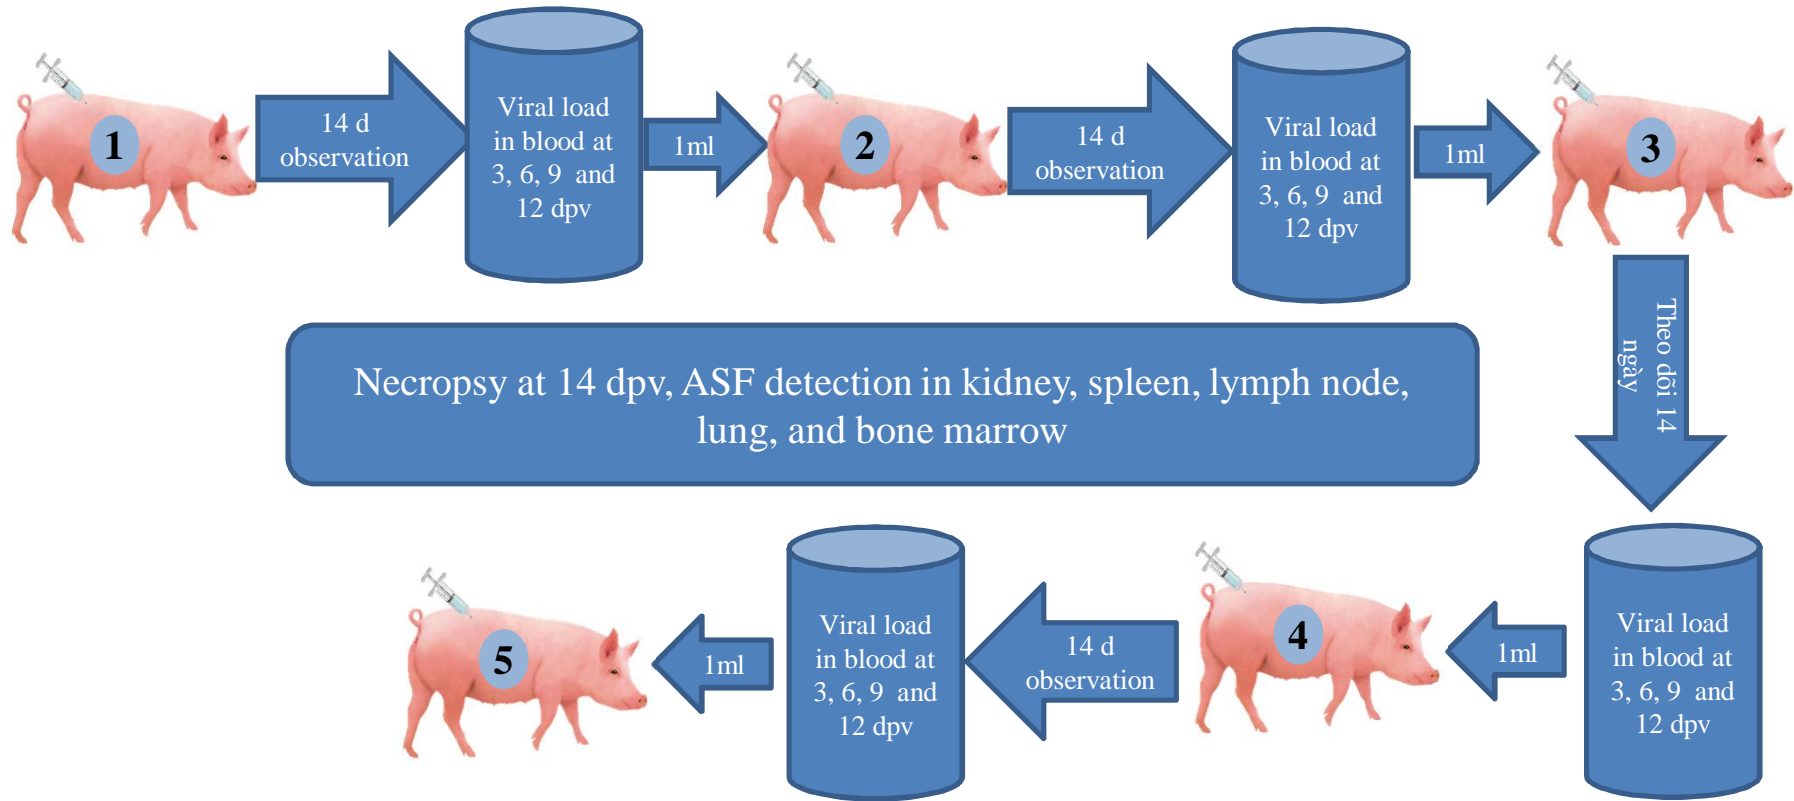 1
14 d
observation
Viral load
in blood at
3, 6, 9 and
12 dpv
1ml
2
14 d
observation
Viral load
in blood at
3, 6, 9 and
12 dpv
1ml
3
Theo dõi 14
ngày
Necropsy at 14 dpv, ASF detection in kidney, spleen, lymph node,
lung, and bone marrow
Viral load
in blood at
3, 6, 9 and
12 dpv
1ml
4
14 d
observation
Viral load
in blood at
3, 6, 9 and
12 dpv
1ml
5